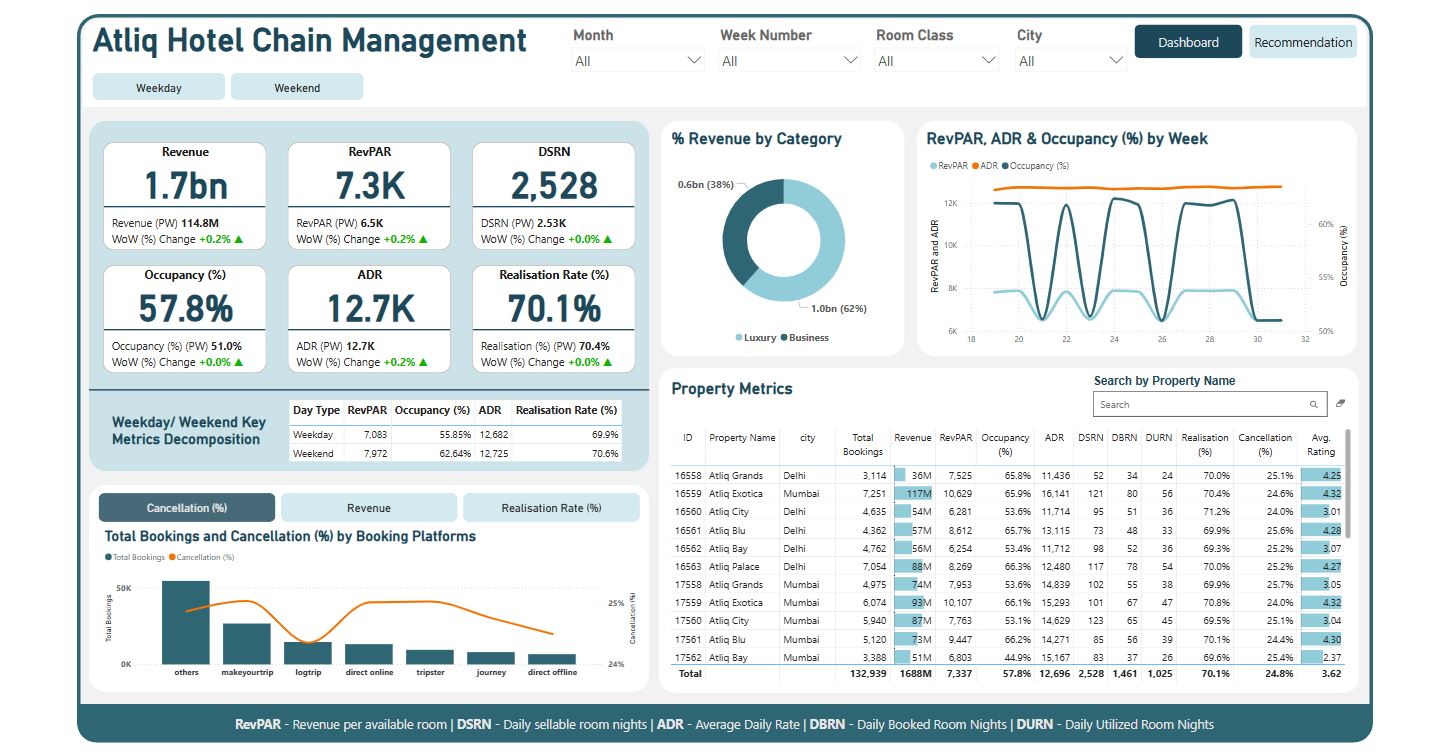 Atliq Hotel Chain Management
Month
Week Number
Room Class
City
All
All
All
All
Dashboard
Recommendation
Weekday
Weekend
Revenue
1.7bn
Revenue (PW) 114.8M
WoW (%) Change +0.2% ▲
RevPAR
7.3K
RevPAR (PW) 6.5K
WoW (%) Change +0.2% ▲
DSRN
2,528
DSRN (PW) 2.53K
WoW (%) Change +0.0% ▲
Occupancy (%)
57.8%
Occupancy (%) (PW) 51.0%
WoW (%) Change +0.0% ▲
ADR
12.7K
ADR (PW) 12.7K
WoW (%) Change +0.2% ▲
Realisation Rate (%)
70.1%
Realisation (%) (PW) 70.4%
WoW (%) Change +0.0% ▲
Weekday/ Weekend Key
Metrics Decomposition
Day Type RevPAR Occupancy (%) ADR Realisation Rate (%)
Weekday 7,083 55.85% 12,682 69.9%
Weekend 7,972 62.64% 12,725 70.6%
Cancellation (%)
Revenue
Realisation Rate (%)
Total Bookings and Cancellation (%) by Booking Platforms
Total Bookings Cancellation (%)
Total Bookings
50K
0K
25%
24%
Cancellation (%)
others makeyourtrip logtrip direct online tripster journey direct offline
% Revenue by Category
0.6bn (38%)
1.0bn (62%)
Luxury Business
RevPAR, ADR & Occupancy (%) by Week
RevPAR ADR Occupancy (%)
RevPAR and ADR
12K
10K
8K
6K
60%
55%
50%
Occupancy (%)
18 20 22 24 26 28 30 32
Property Metrics
Search by Property Name
Search
ID Property Name city Total Bookings Revenue RevPAR Occupancy (%) ADR DSRN DBRN DURN Realisation (%) Cancellation (%) Avg. Rating
16558 Atliq Grands Delhi 3,114 36M 7,525 65.8% 11,436 52 34 24 70.0% 25.1% 4.25
16559 Atliq Exotica Mumbai 7,251 117M 10,629 65.9% 16,141 121 80 56 70.4% 24.6% 4.32
16560 Atliq City Delhi 4,635 54M 6,281 53.6% 11,714 95 51 36 71.2% 24.0% 3.01
16561 Atliq Blu Delhi 4,362 57M 8,612 65.7% 13,115 73 48 33 69.9% 25.6% 4.28
16562 Atliq Bay Delhi 4,762 56M 6,254 53.4% 11,712 98 52 36 69.3% 25.2% 3.07
16563 Atliq Palace Delhi 7,054 88M 8,269 66.3% 12,480 117 78 54 70.0% 25.2% 4.27
17558 Atliq Grands Mumbai 4,975 74M 7,953 53.6% 14,839 102 55 38 69.9% 25.7% 3.05
17559 Atliq Exotica Mumbai 6,074 93M 10,107 66.1% 15,293 101 67 47 70.8% 24.0% 4.32
17560 Atliq City Mumbai 5,940 87M 7,763 53.1% 14,629 123 65 45 69.5% 25.1% 3.04
17561 Atliq Blu Mumbai 5,120 73M 9,447 66.2% 14,271 85 56 39 70.1% 24.4% 4.30
17562 Atliq Bay Mumbai 3,388 51M 6,803 44.9% 15,167 83 37 26 69.6% 25.4% 2.37
Total 132,939 1688M 7,337 57.8% 12,696 2,528 1,461 1,025 70.1% 24.8% 3.62
RevPAR - Revenue per available room | DSRN - Daily sellable room nights | ADR - Average Daily Rate | DBRN - Daily Booked Room Nights | DURN - Daily Utilized Room Nights